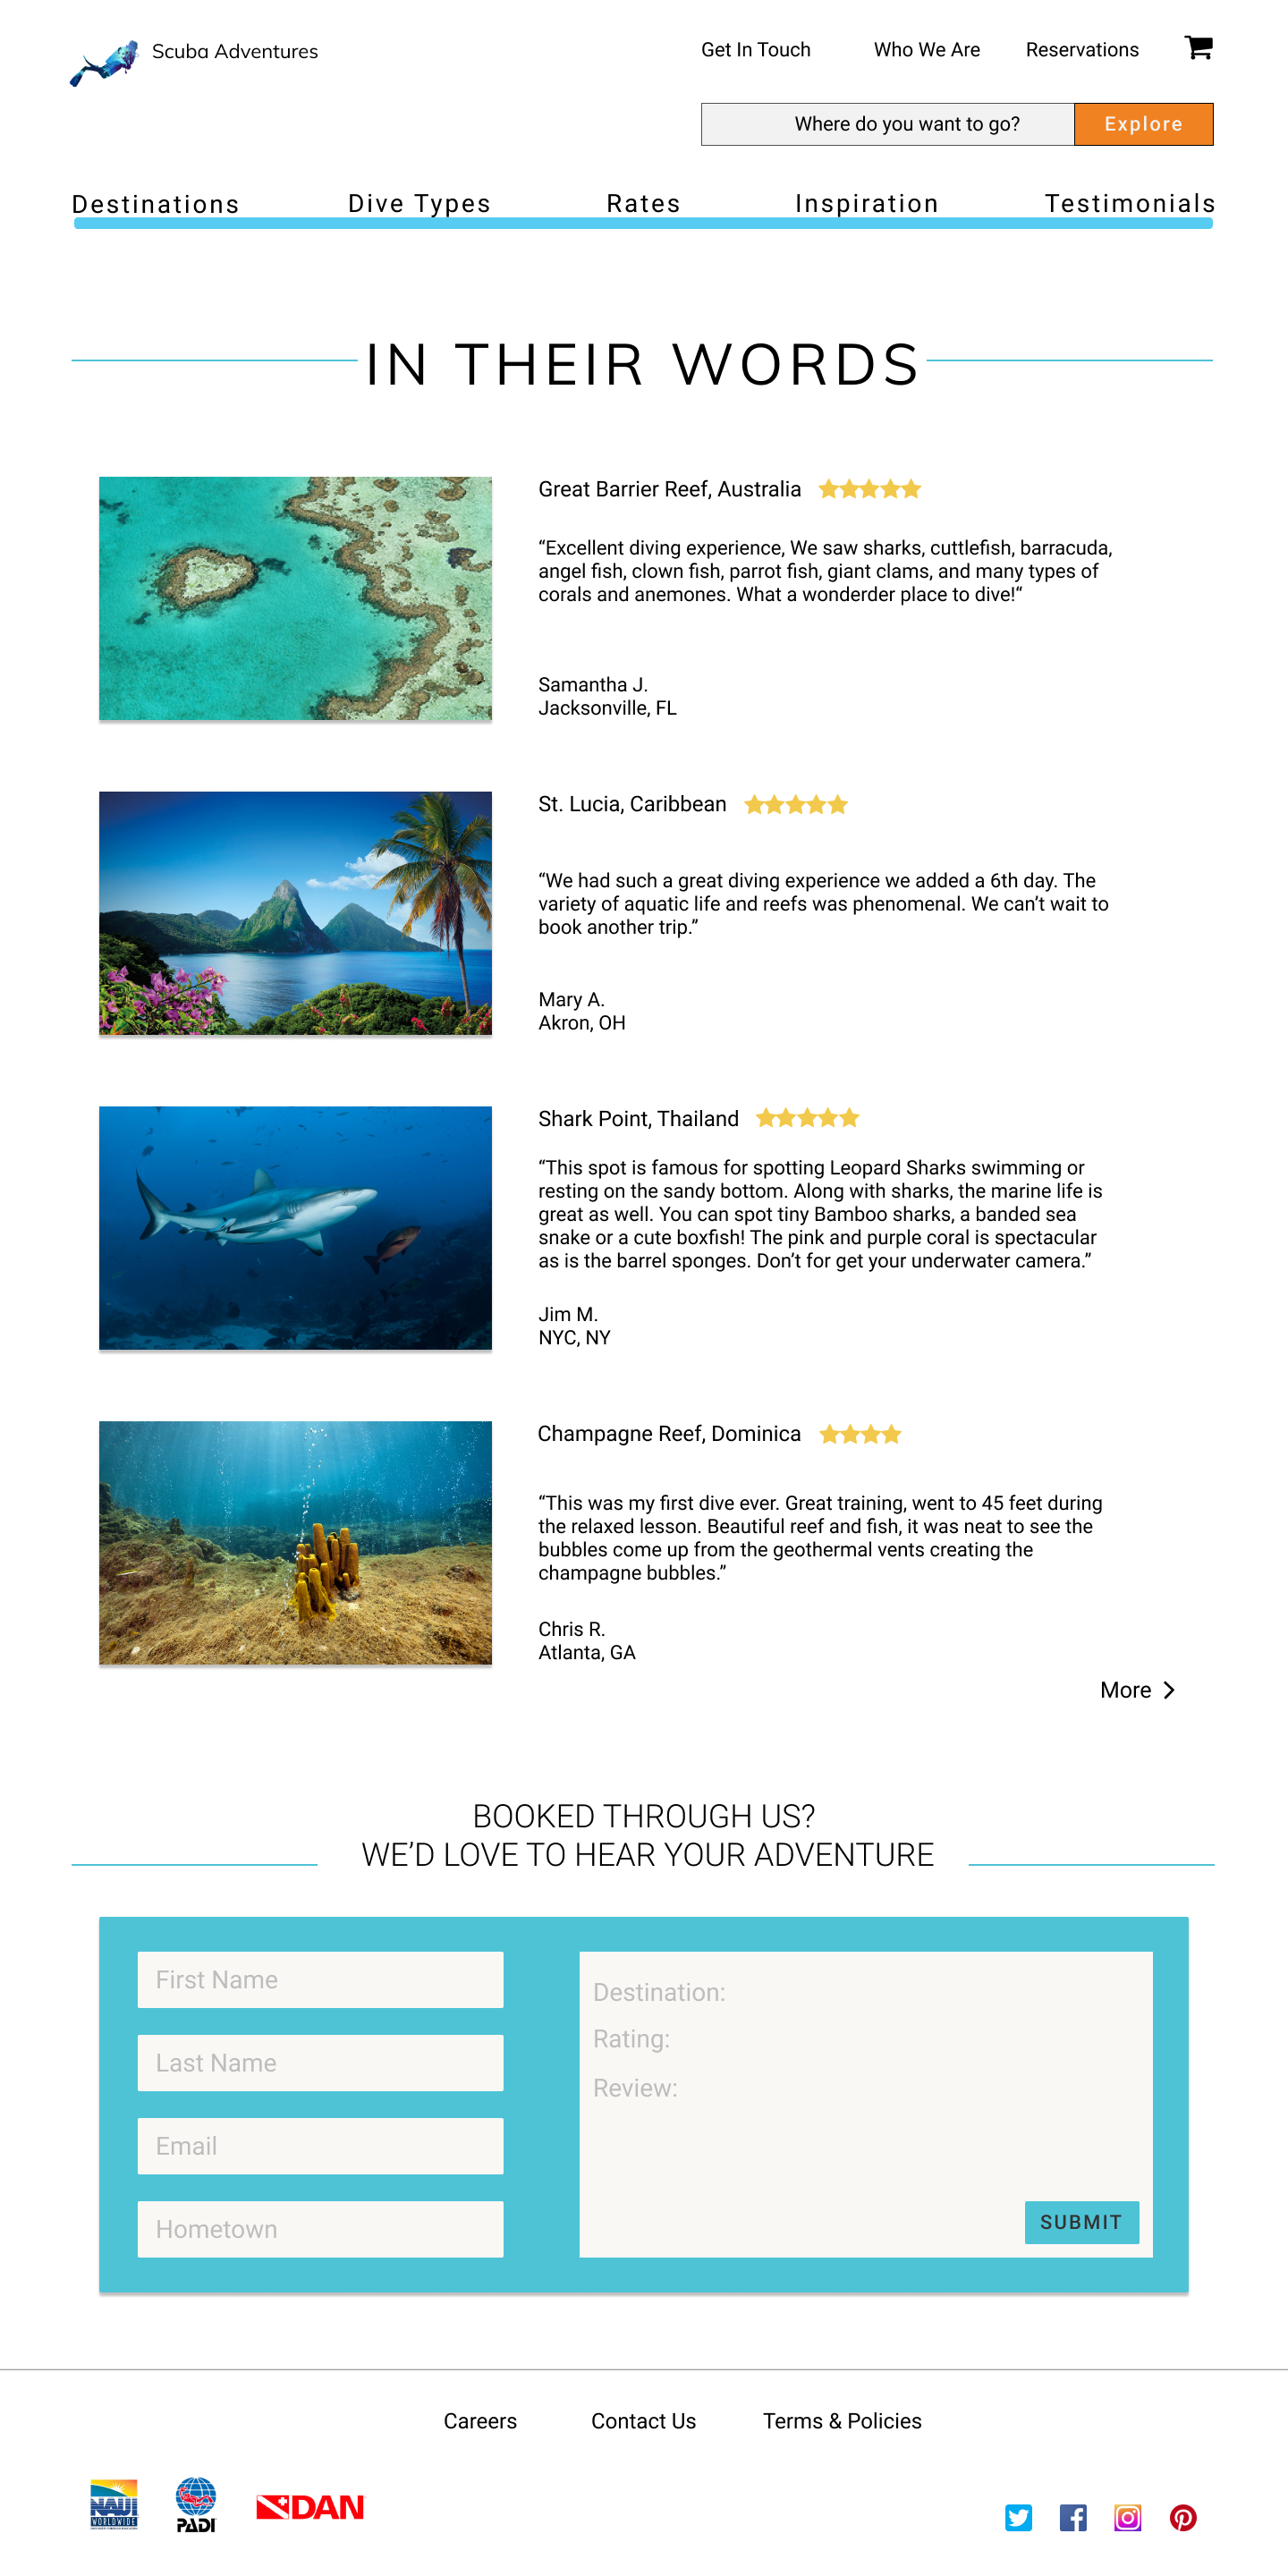 Scuba Adventures
Get In Touch
Who We Are
Reservations
Where do you want to go?
Explore
Destinations
Dive Types
Rates
Inspiration
Testimonials
IN THEIR WORDS
Great Barrier Reef, Australia
“Excellent diving experience, We saw sharks, cuttlefish, barracuda,
angel fish, clown fish, parrot fish, giant clams, and many types of
corals and anemones. What a wonderder place to dive!“
Samantha J.
Jacksonville, FL
St. Lucia, Caribbean
“We had such a great diving experience we added a 6th day. The
variety of aquatic life and reefs was phenomenal. We can’t wait to
book another trip.”
Mary A.
Akron, OH
Shark Point, Thailand
“This spot is famous for spotting Leopard Sharks swimming or
resting on the sandy bottom. Along with sharks, the marine life is
great as well. You can spot tiny Bamboo sharks, a banded sea
snake or a cute boxfish! The pink and purple coral is spectacular
as is the barrel sponges. Don’t for get your underwater camera.”
Jim M.
NYC, NY
Champagne Reef, Dominica
“This was my first dive ever. Great training, went to 45 feet during
the relaxed lesson. Beautiful reef and fish, it was neat to see the
bubbles come up from the geothermal vents creating the
champagne bubbles.”
Chris R.
Atlanta, GA
More
BOOKED THROUGH US?
WE’D LOVE TO HEAR YOUR ADVENTURE
First Name
Last Name
Email
Hometown
Destination:
Rating:
Review:
SUBMIT
Careers
Contact Us
Terms & Policies
NAUI
WORLDWIDE
PADI
DAN